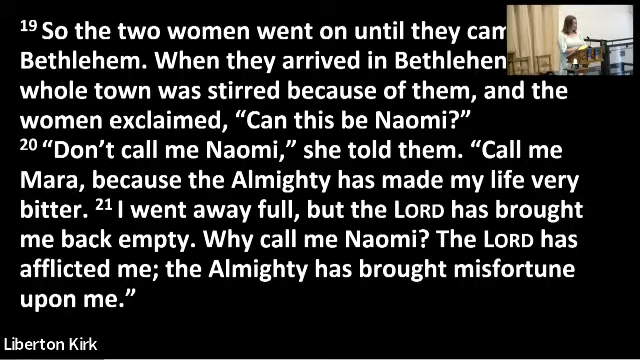 19 So the two women went on until they cam
Bethlehem. When they arrived in Bethlehem
whole town was stirred because of them, and the
women exclaimed, “Can this be Naomi?”
20 “Don’t call me Naomi,” she told them. “Call me
Mara, because the Almighty has made my life very
bitter. 21 I went away full, but the LORD has brought
me back empty. Why call me Naomi? The LORD has
afflicted me; the Almighty has brought misfortune
upon me.”
Liberton Kirk